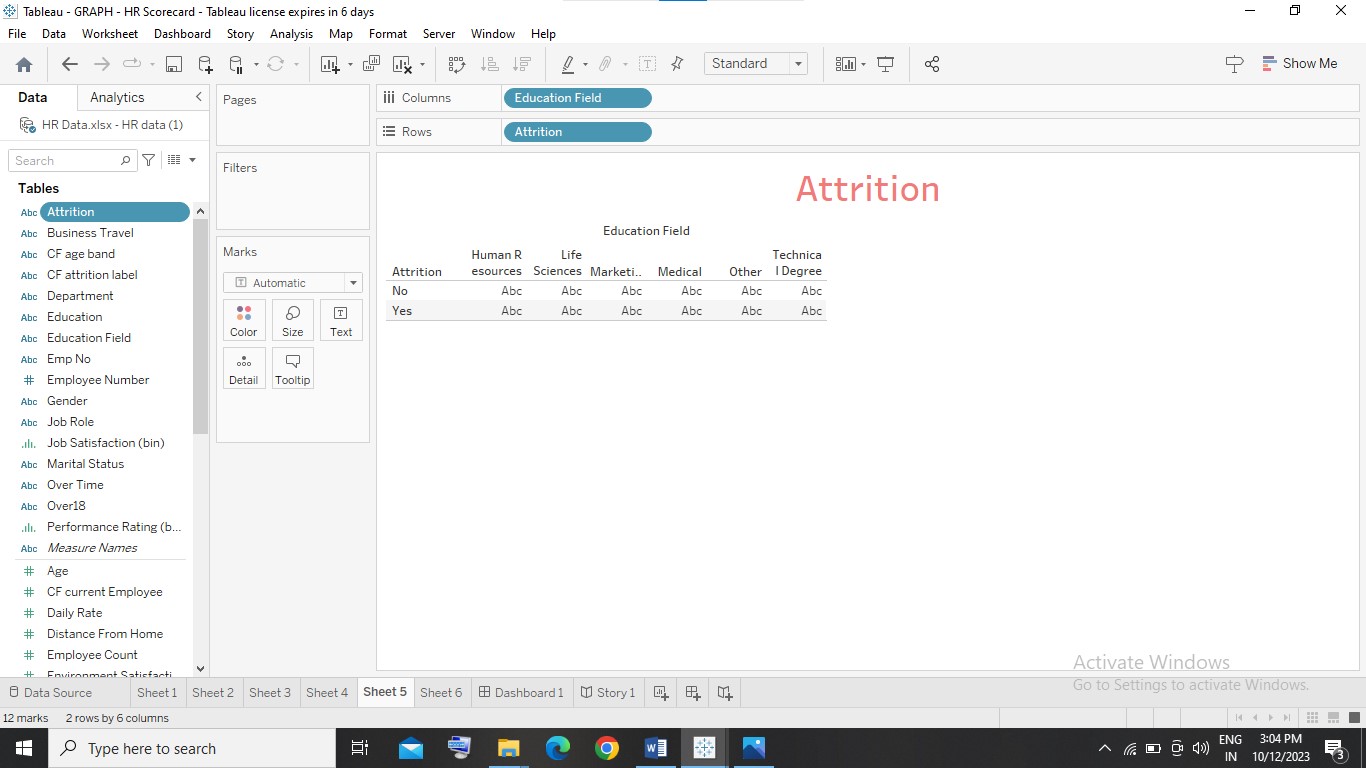 Tableau - GRAPH - HR Scorecard - Tableau license expires in 6 days
File Data Worksheet Dashboard Story Analysis Map Format Server Window Help
Standard
Show Me
Data Analytics
HR Data.xlsx - HR data (1)
Search
Tables
Abc Attrition
Abc Business Travel
Abc CF age band
Abc CF attrition label
Abc Department
Abc Education
Abc Education Field
Abc Emp No
# Employee Number
Abc Gender
Abc Job Role
Job Satisfaction (bin)
Abc Marital Status
Abc Over Time
Abc Over18
Performance Rating (b...
Abc Measure Names
# Age
# CF current Employee
# Daily Rate
# Distance From Home
# Employee Count
# Environment Satisfacti
Pages
Filters
Marks
T Automatic
Color Size Text
Detail Tooltip
Columns Education Field
Rows Attrition
Attrition
Education Field
Human R Life Technica
Attrition esources Sciences Marketi.. Medical Other l Degree
No Abc Abc Abc Abc Abc Abc
Yes Abc Abc Abc Abc Abc Abc
Activate Windows
Go to Settings to activate Windows.
Data Source Sheet 1 Sheet 2 Sheet 3 Sheet 4 Sheet 5 Sheet 6 Dashboard 1 Story 1
12 marks 2 rows by 6 columns
Type here to search
ENG 3:04 PM
IN 10/12/2023 3